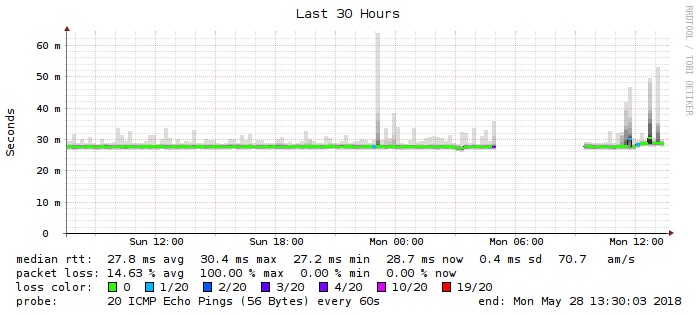 Last 30 Hours
RRDTOOL / TOBI OETIKER
Seconds
60 m
50 m
40 m
30 m
20 m
10 m
0
Sun 12:00 Sun 18:00 Mon 00:00 Mon 06:00 Mon 12:00
median rtt: 27.8 ms avg 30.4 ms max 27.2 ms min 28.7 ms now 0.4 ms sd 70.7 am/s
packet loss: 14.63 % avg 100.00 % max 0.00 % min 0.00 % now
loss color: 0 1/20 2/20 3/20 4/20 10/20 19/20
probe: 20 ICMP Echo Pings (56 Bytes) every 60s end: Mon May 28 13:30:03 2018